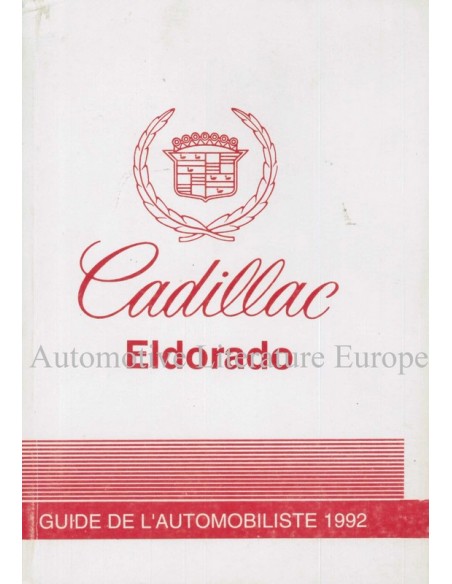 Cadillac
Eldorado
Automotive Literature Europe
GUIDE DE L'AUTOMOBILISTE 1992